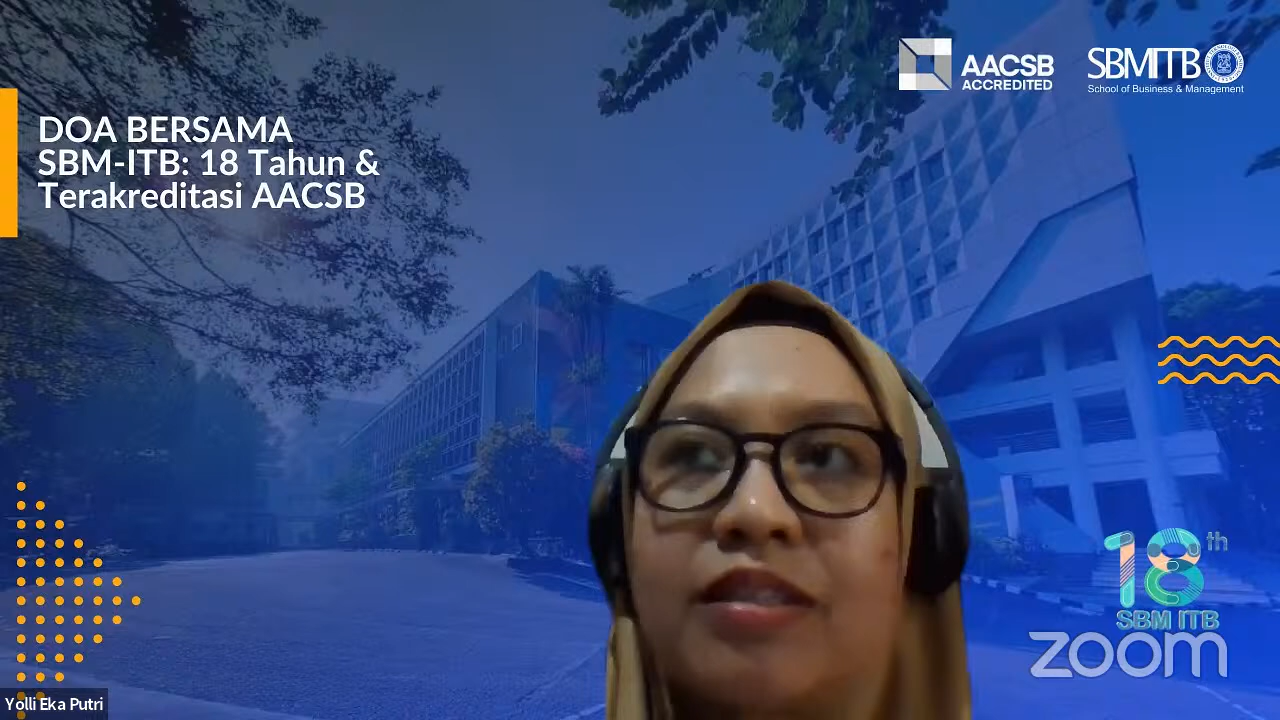 AACSB
ACCREDITED
SBMITB
School of Business & Management
DOA BERSAMA
SBM-ITB: 18 Tahun &
Terakreditasi AACSB
18th
SBM ITB
zoom
Yolli Eka Putri